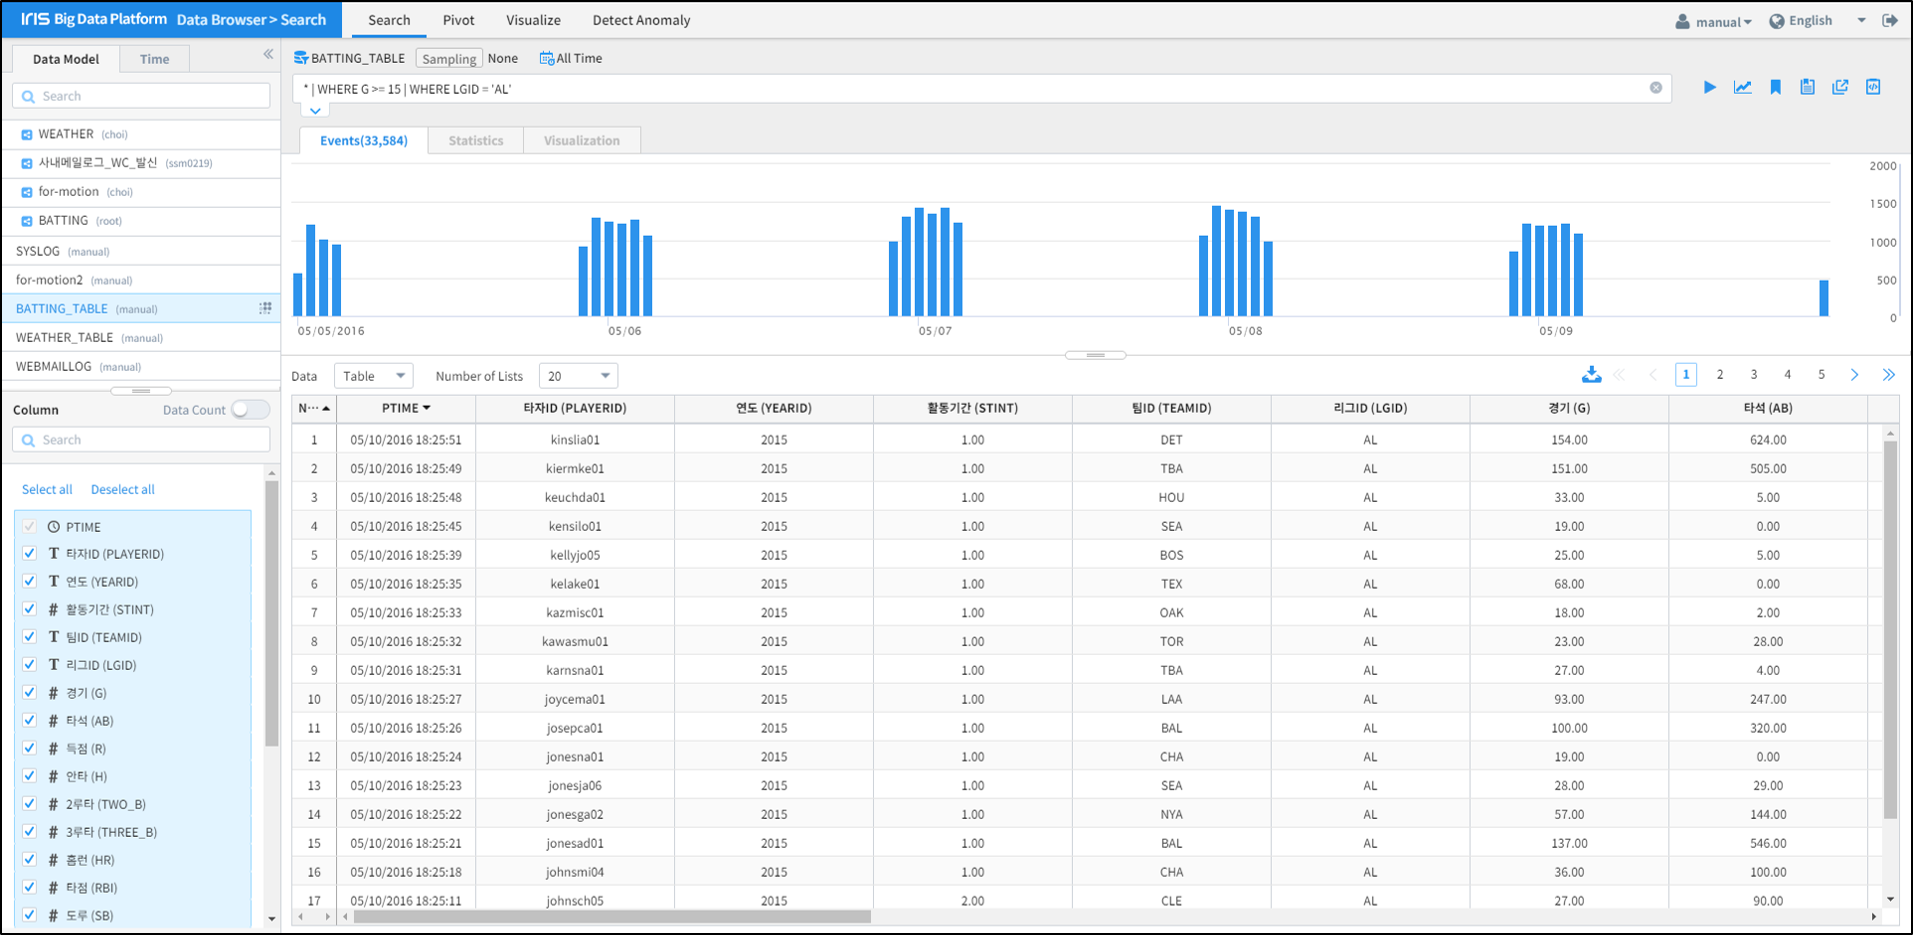 IRIS Big Data Platform Data Browser > Search Search Pivot Visualize Detect Anomaly manual English
Data Model Time
Search
WEATHER (choi)
사내메일로그_WC_발신 (ssm0219)
for-motion (choi)
BATTING (root)
SYSLOG (manual)
for-motion2 (manual)
BATTING_TABLE (manual)
WEATHER_TABLE (manual)
WEBMAILLOG (manual)
Column Data Count
Search
Select all Deselect all
PTIME
T 타자ID (PLAYERID)
T 연도 (YEARID)
# 활동기간 (STINT)
T 팀ID (TEAMID)
T 리그ID (LGID)
# 경기 (G)
# 타석 (AB)
# 득점 (R)
# 안타 (H)
# 2루타 (TWO_B)
# 3루타 (THREE_B)
# 홈런 (HR)
# 타점 (RBI)
# 도루 (SB)
BATTING_TABLE Sampling None All Time
* | WHERE G >= 15 | WHERE LGID = 'AL'
Events(33,584) Statistics Visualization
2000
1500
1000
500
0
05/05/2016 05/06 05/07 05/08 05/09
Data Table Number of Lists 20 1 2 3 4 5
N··· PTIME 타자ID (PLAYERID) 연도 (YEARID) 활동기간 (STINT) 팀ID (TEAMID) 리그ID (LGID) 경기 (G) 타석 (AB)
1 05/10/2016 18:25:51 kinslia01 2015 1.00 DET AL 154.00 624.00
2 05/10/2016 18:25:49 kiermke01 2015 1.00 TBA AL 151.00 505.00
3 05/10/2016 18:25:48 keuchda01 2015 1.00 HOU AL 33.00 5.00
4 05/10/2016 18:25:45 kensilo01 2015 1.00 SEA AL 19.00 0.00
5 05/10/2016 18:25:39 kellyjo05 2015 1.00 BOS AL 25.00 5.00
6 05/10/2016 18:25:35 kelake01 2015 1.00 TEX AL 68.00 0.00
7 05/10/2016 18:25:33 kazmisc01 2015 1.00 OAK AL 18.00 2.00
8 05/10/2016 18:25:32 kawasmu01 2015 1.00 TOR AL 23.00 28.00
9 05/10/2016 18:25:31 karnsna01 2015 1.00 TBA AL 27.00 4.00
10 05/10/2016 18:25:27 joycema01 2015 1.00 LAA AL 93.00 247.00
11 05/10/2016 18:25:26 josepca01 2015 1.00 BAL AL 100.00 320.00
12 05/10/2016 18:25:24 jonesna01 2015 1.00 CHA AL 19.00 0.00
13 05/10/2016 18:25:23 jonesja06 2015 1.00 SEA AL 28.00 29.00
14 05/10/2016 18:25:22 jonesga02 2015 1.00 NYA AL 57.00 144.00
15 05/10/2016 18:25:21 jonesad01 2015 1.00 BAL AL 137.00 546.00
16 05/10/2016 18:25:18 johnsmi04 2015 1.00 CHA AL 36.00 100.00
17 05/10/2016 18:25:11 johnsch05 2015 2.00 CLE AL 27.00 90.00